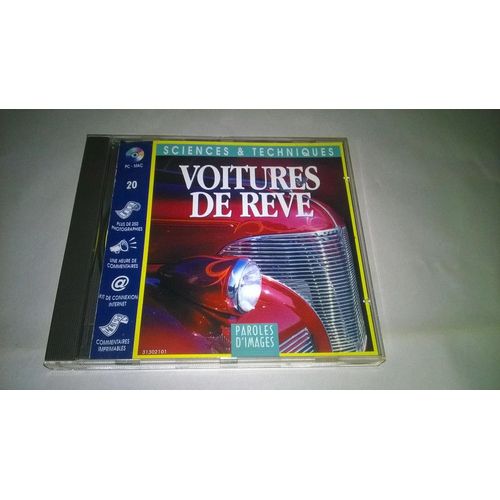 SCIENCES & TECHNIQUES
VOITURES
DE REVE
PC - MAC
20
PLUS DE 250
PHOTOGRAPHIES
UNE HEURE DE
COMMENTAIRES
@
KIT DE CONNEXION
INTERNET
COMMENTAIRES
IMPRIMABLES
31302101
PAROLES
D'IMAGES